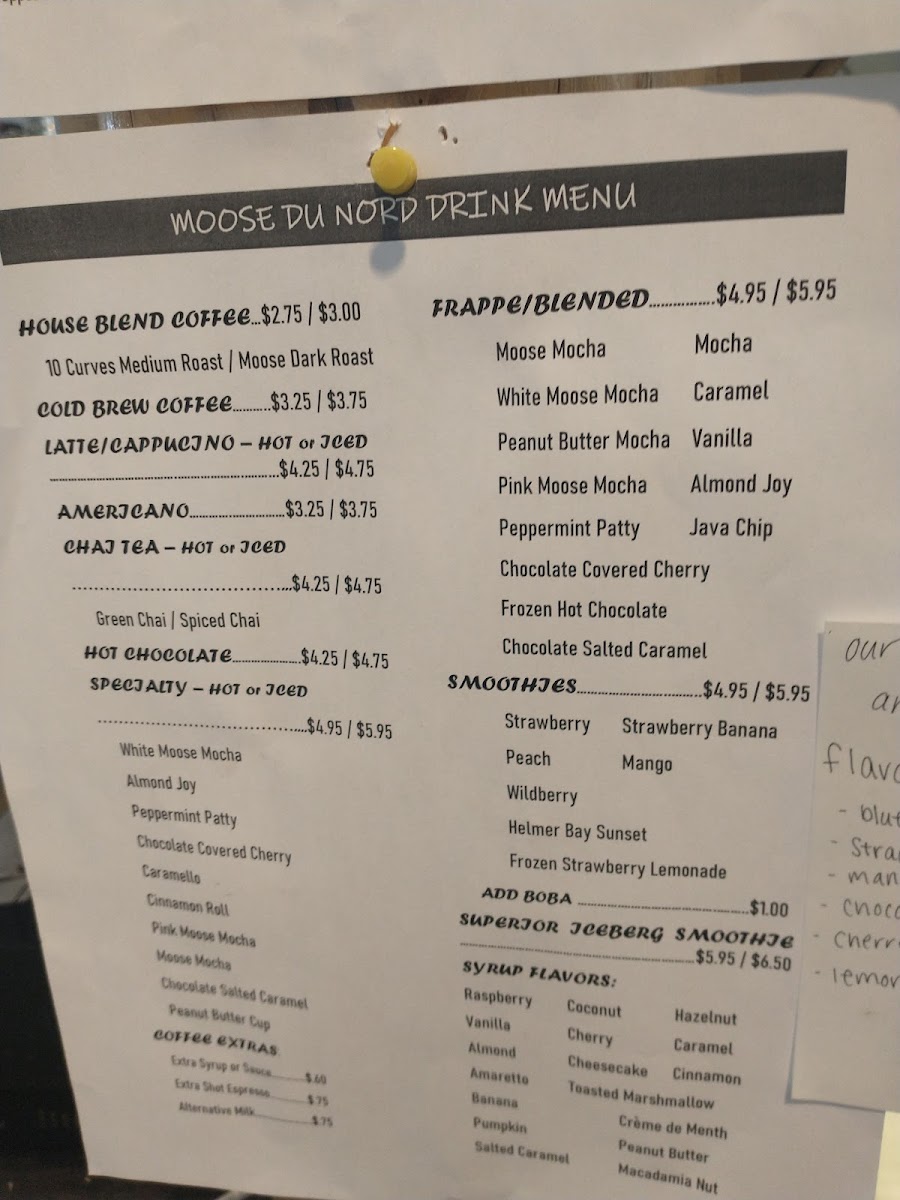 MOOSE DU NORD DRINK MENU
HOUSE BLEND COFFEE...$2.75 / $3.00
10 Curves Medium Roast / Moose Dark Roast
COLD BREW COFFEE..........$3.25 / $3.75
LATTE/CAPPUCINO – HOT or ICED
..........................................................$4.25 / $4.75
AMERICANO.........................$3.25 / $3.75
CHAI TEA – HOT or ICED
.......................................$4.25 / $4.75
Green Chai / Spiced Chai
HOT CHOCOLATE..................$4.25 / $4.75
SPECIALTY – HOT or ICED
.....................................$4.95 / $5.95
White Moose Mocha
Almond Joy
Peppermint Patty
Chocolate Covered Cherry
Caramello
Cinnamon Roll
Pink Moose Mocha
Moose Mocha
Chocolate Salted Caramel
Peanut Butter Cup
COFFEE EXTRAS
Extra Syrup or Sauce..............$.60
Extra Shot Espresso.........$.75
Alternative Milk..............$.75
FRAPPE/BLENDED................$4.95 / $5.95
Moose Mocha Mocha
White Moose Mocha Caramel
Peanut Butter Mocha Vanilla
Pink Moose Mocha Almond Joy
Peppermint Patty Java Chip
Chocolate Covered Cherry
Frozen Hot Chocolate
Chocolate Salted Caramel
SMOOTHIES................................$4.95 / $5.95
Strawberry Strawberry Banana
Peach Mango
Wildberry
Helmer Bay Sunset
Frozen Strawberry Lemonade
ADD BOBA ...........................................$1.00
SUPERIOR ICEBERG SMOOTHIE
............................................................$5.95 / $6.50
SYRUP FLAVORS:
Raspberry Coconut Hazelnut
Vanilla Cherry Caramel
Almond Cheesecake Cinnamon
Amaretto Toasted Marshmallow
Banana Crème de Menth
Pumpkin Peanut Butter
Salted Caramel Macadamia Nut
our